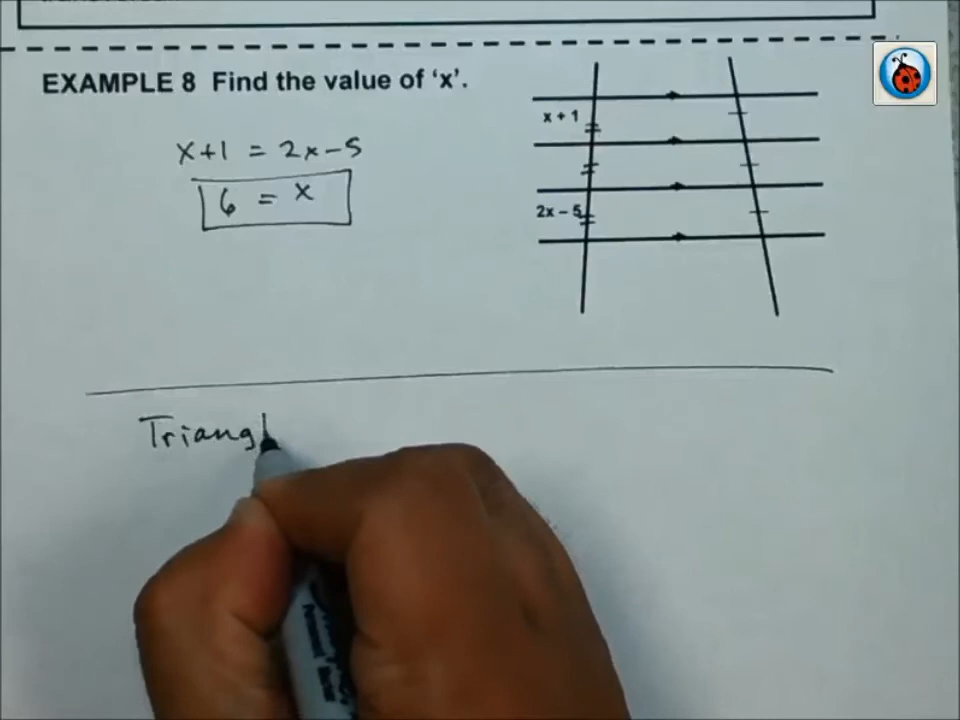 EXAMPLE 8 Find the value of ‘x’.
x + 1
x+1 = 2x-5
6 = x
2x – 5
Triangl